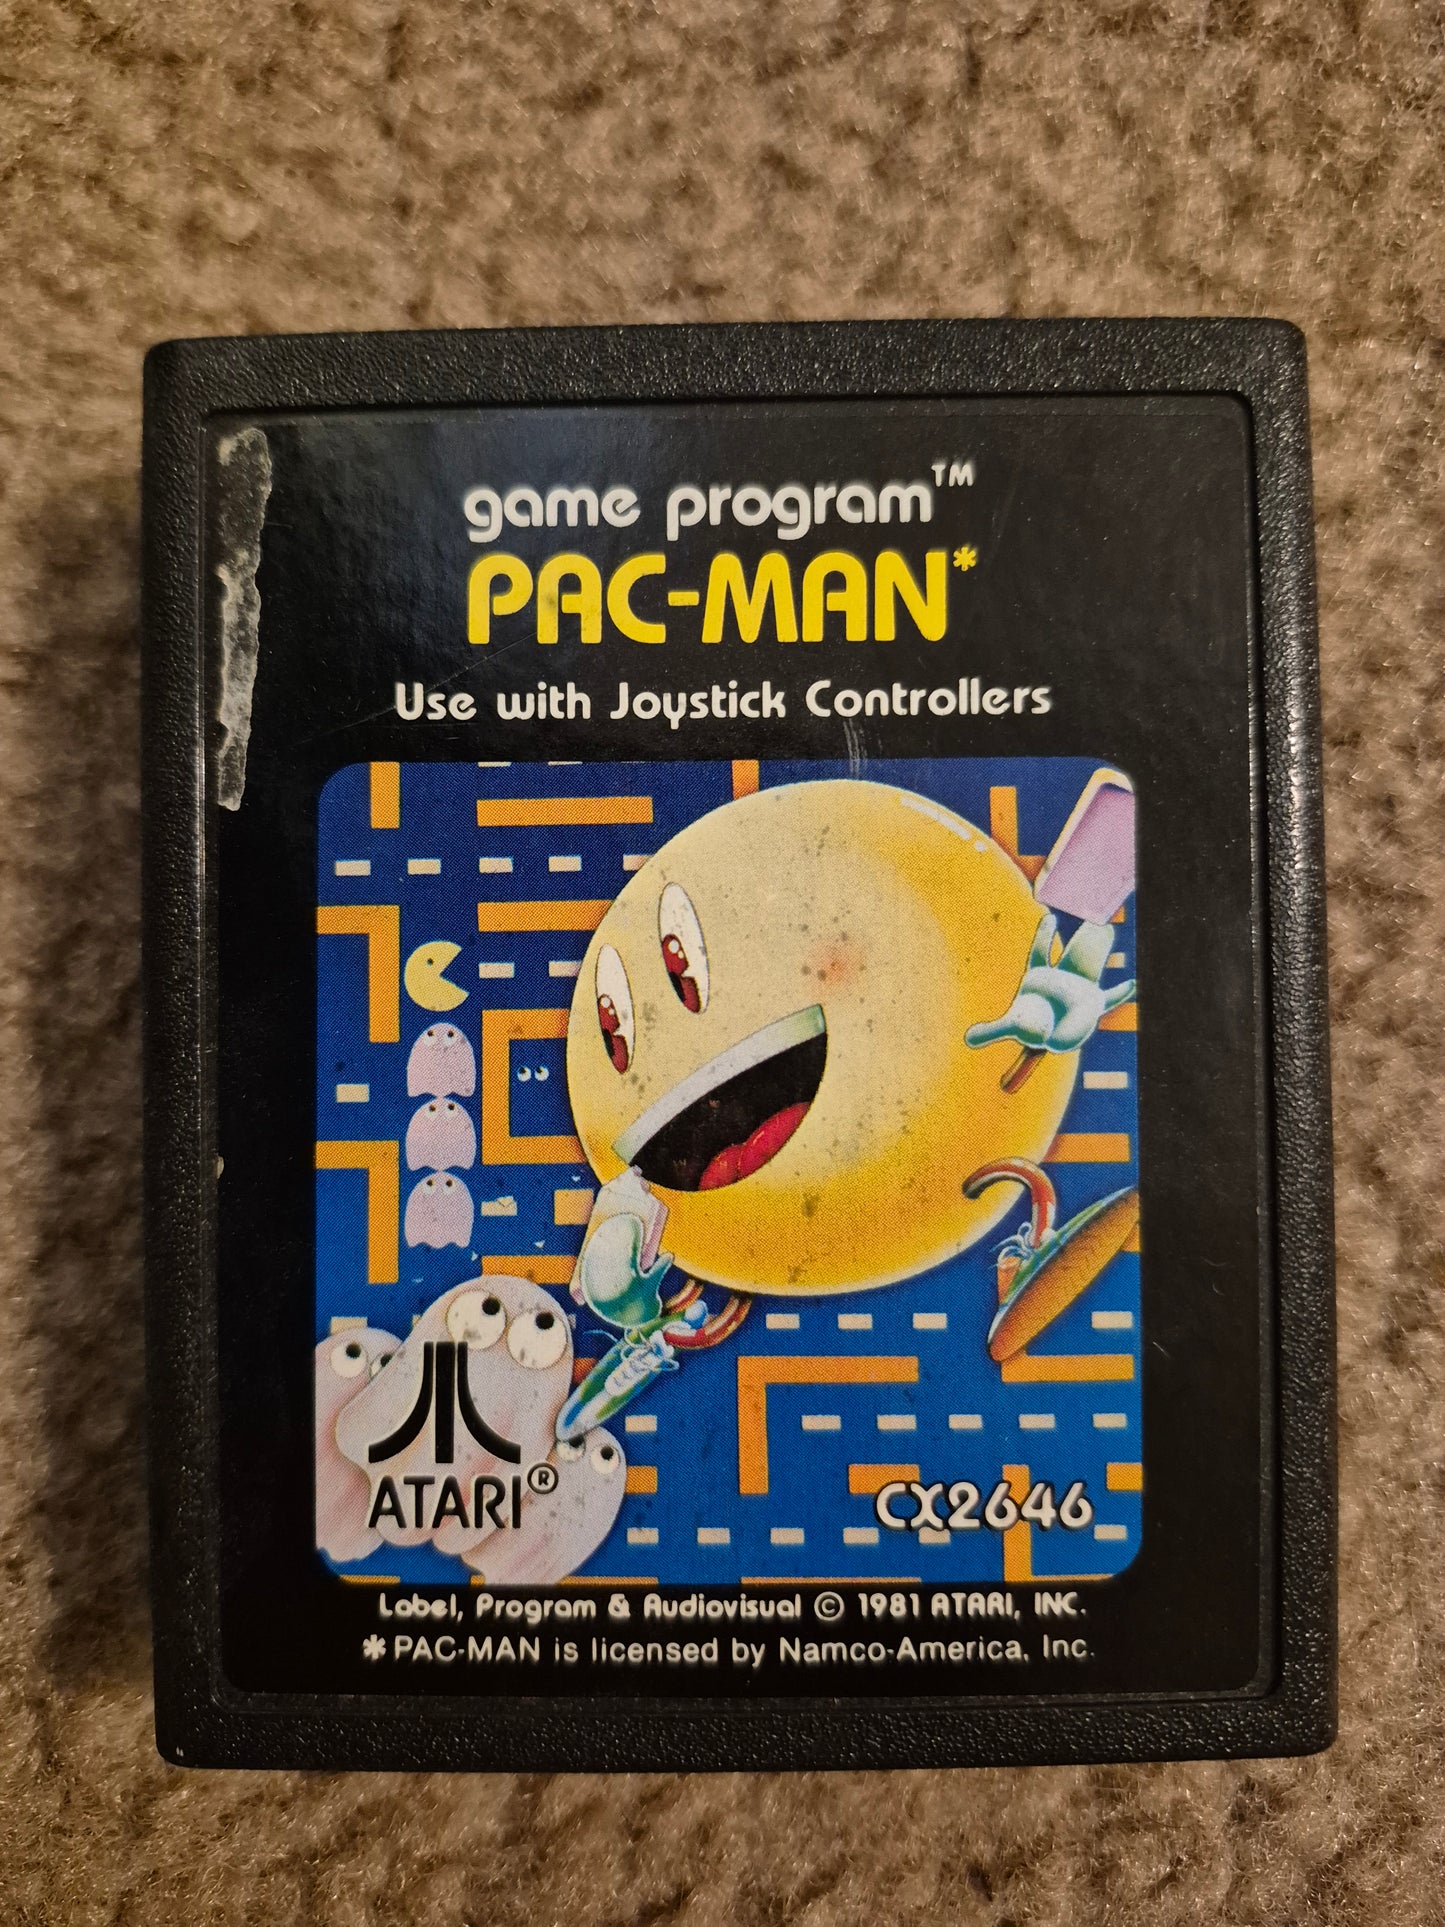 game program™
PAC-MAN*
Use with Joystick Controllers
ATARI®
CX2646
Label, Program & Audiovisual © 1981 ATARI, INC.
*PAC-MAN is licensed by Namco-America, Inc.